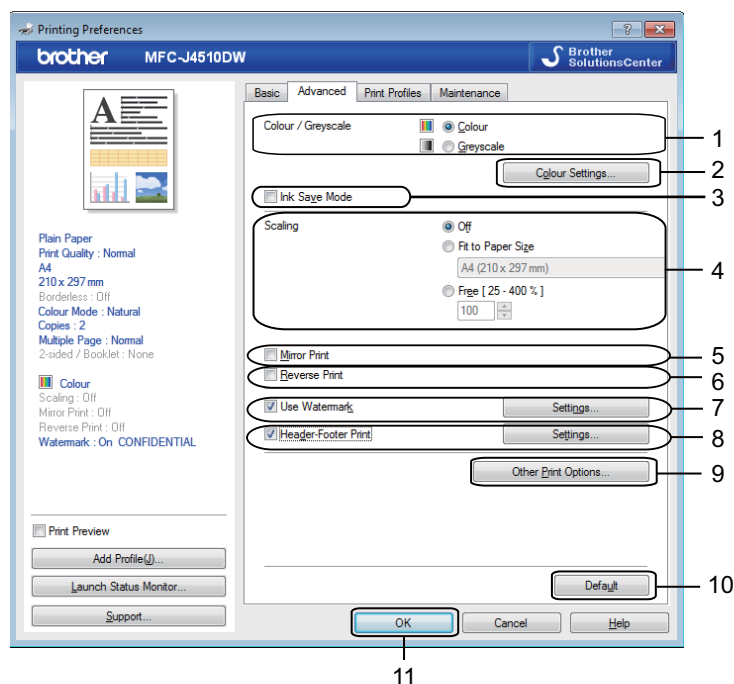 Printing Preferences
brother MFC-J4510DW
Brother
SolutionsCenter
Basic Advanced Print Profiles Maintenance
A
Plain Paper
Print Quality : Normal
A4
210 x 297 mm
Borderless : Off
Colour Mode : Natural
Copies : 2
Multiple Page : Normal
2-sided / Booklet : None
Colour
Scaling : Off
Mirror Print : Off
Reverse Print : Off
Watermark : On CONFIDENTIAL
Print Preview
Add Profile(J)...
Launch Status Monitor...
Support...
Colour / Greyscale
Colour
Greyscale
1
Colour Settings...
2
Ink Save Mode
3
Scaling
Off
Fit to Paper Size
A4 (210 x 297 mm)
4
Free [ 25 - 400 % ]
100
Mirror Print
5
Reverse Print
6
Use Watermark Settings...
7
Header-Footer Print Settings...
8
Other Print Options...
9
Default
10
OK Cancel Help
11